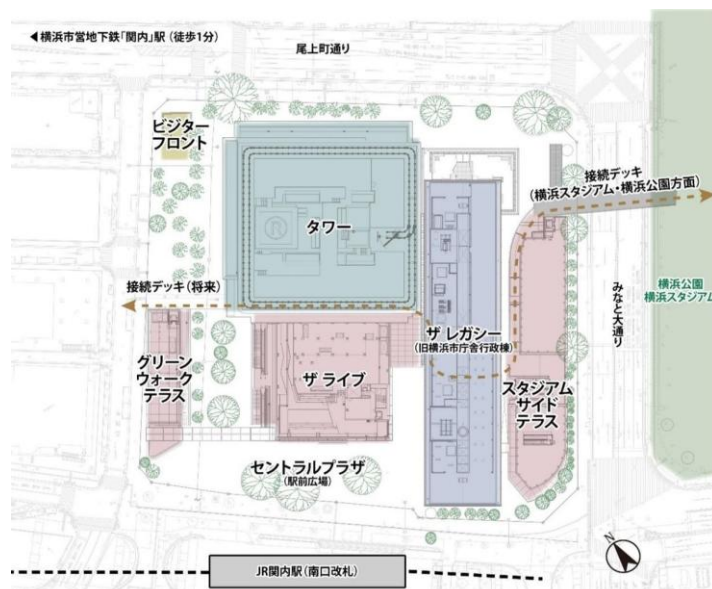 ◀横浜市営地下鉄「関内」駅(徒歩1分)
尾上町通り
ビジター
フロント
接続デッキ
(横浜スタジアム・横浜公園方面)
タワー
接続デッキ(将来)
横浜公園
横浜スタジアム
みなと大通り
ザ レガシー
(旧横浜市庁舎行政棟)
グリーン
ウォーク
テラス
ザ ライブ
スタジアム
サイド
テラス
セントラルプラザ
(駅前広場)
N
JR関内駅(南口改札)